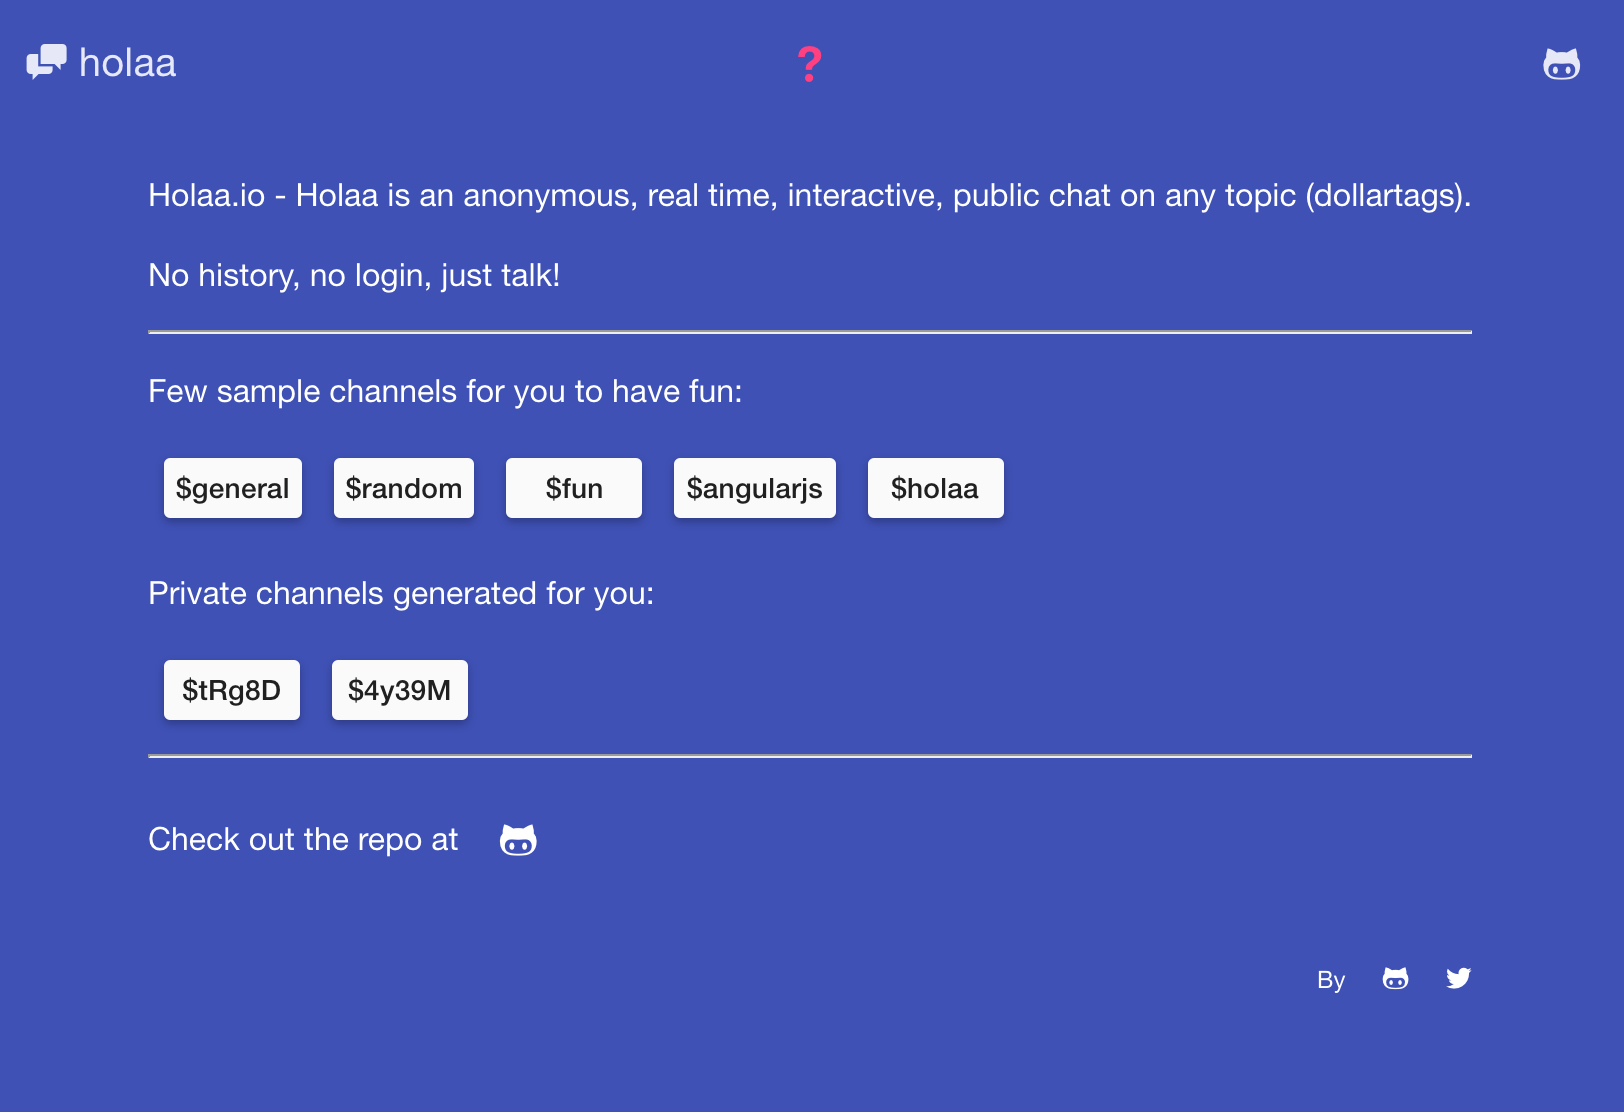 holaa
?
Holaa.io - Holaa is an anonymous, real time, interactive, public chat on any topic (dollartags).
No history, no login, just talk!
Few sample channels for you to have fun:
$general $random $fun $angularjs $holaa
Private channels generated for you:
$tRg8D $4y39M
Check out the repo at
By